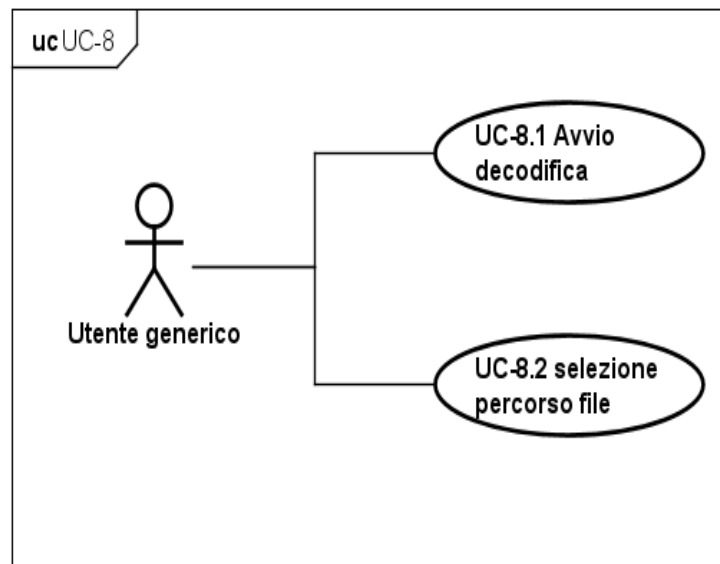 uc UC-8
UC-8.1 Avvio
decodifica
Utente generico
UC-8.2 selezione
percorso file